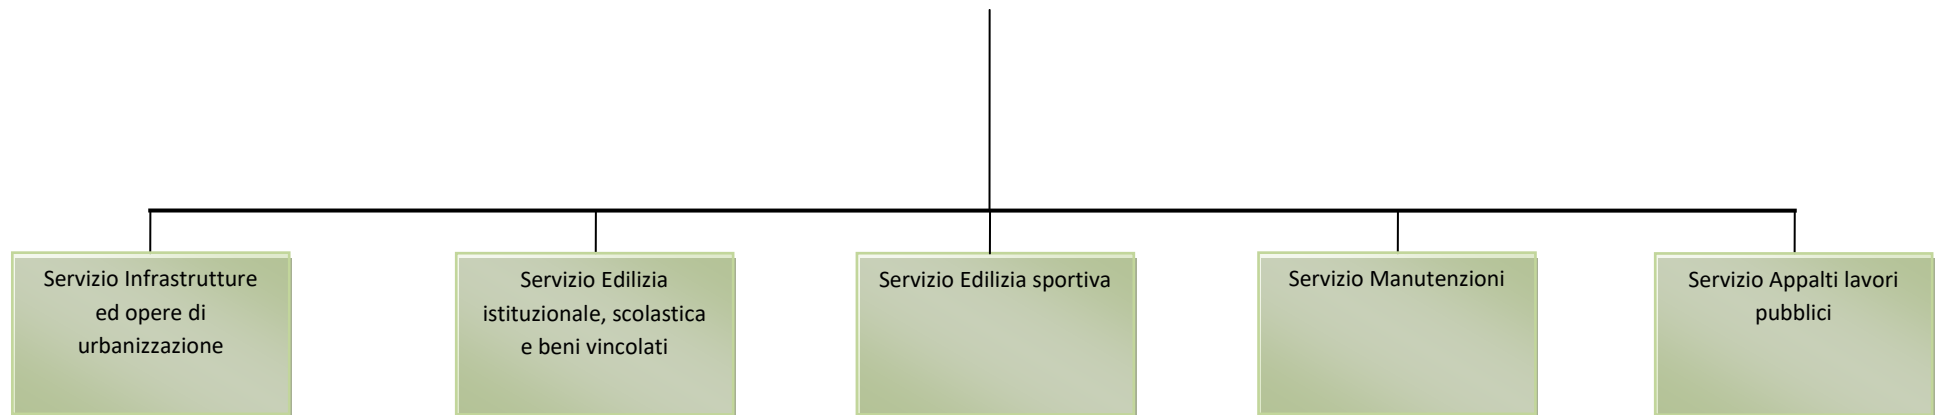 Servizio Infrastrutture
ed opere di
urbanizzazione
Servizio Edilizia
istituzionale, scolastica
e beni vincolati
Servizio Edilizia sportiva
Servizio Manutenzioni
Servizio Appalti lavori
pubblici